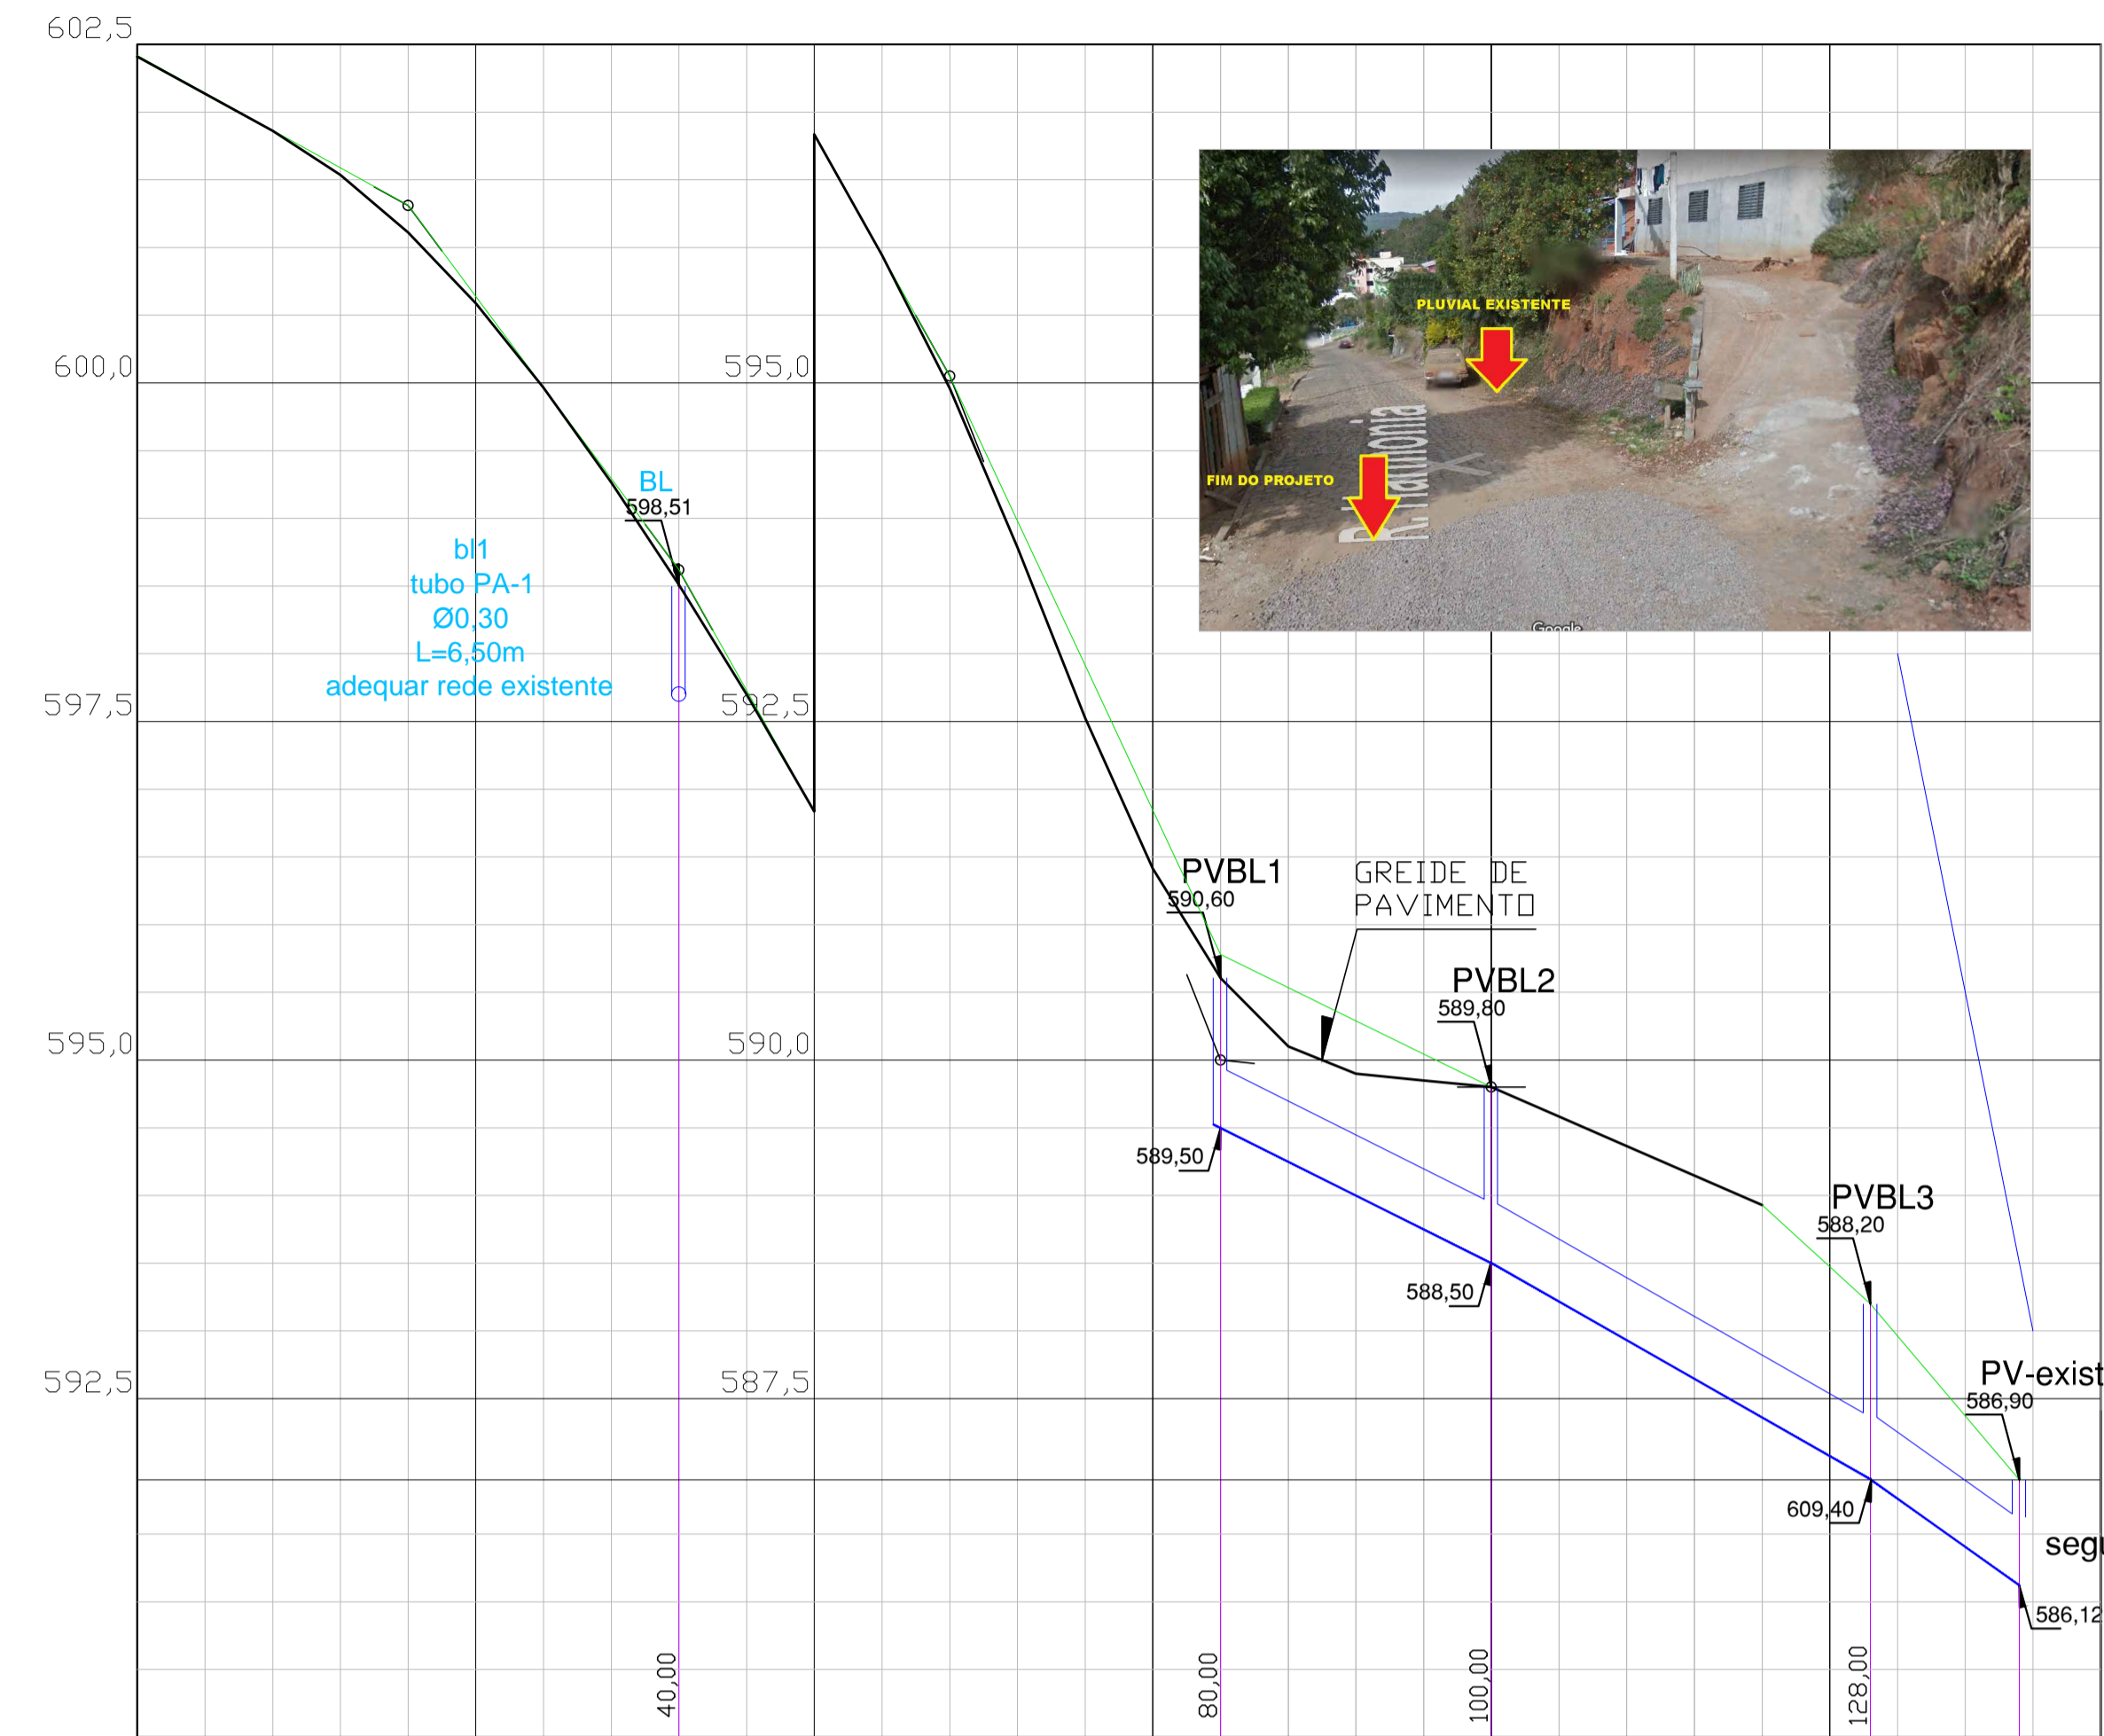 602,5
600,0
595,0
PLUVIAL EXISTENTE
FIM DO PROJETO
R. Haulonia
Google
BL
598,51
bl1
tubo PA-1
Ø0,30
L=6,50m
adequar rede existente
597,5
592,5
PVBL1
590,60
GREIDE DE
PAVIMENTO
PVBL2
589,80
595,0
590,0
589,50
PVBL3
588,20
588,50
592,5
587,5
PV-exist
586,90
609,40
segu
586,12
40,00
80,00
100,00
128,00